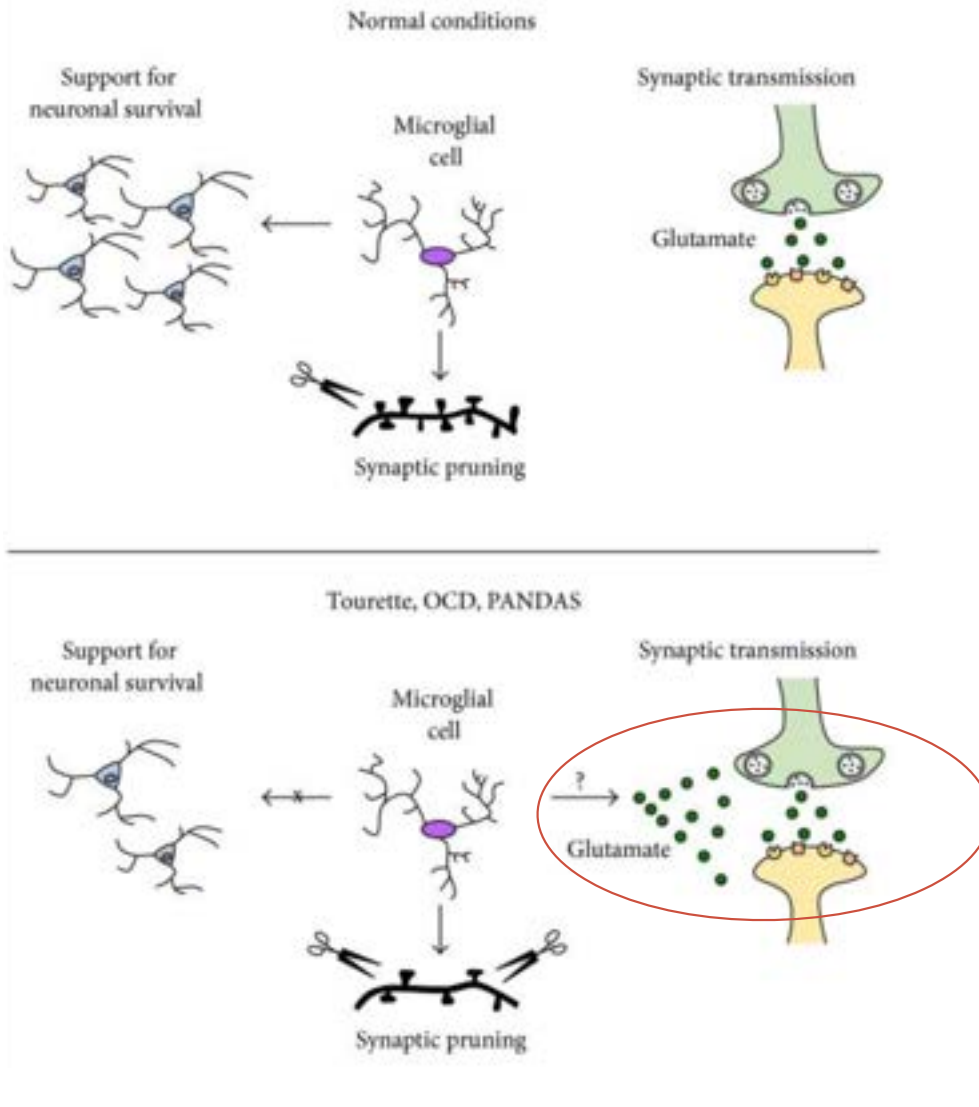 Normal conditions
Support for
neuronal survival
Microglial
cell
Synaptic transmission
Glutamate
Synaptic pruning
Tourette, OCD, PANDAS
Support for
neuronal survival
Microglial
cell
Synaptic transmission
x
?
Glutamate
Synaptic pruning